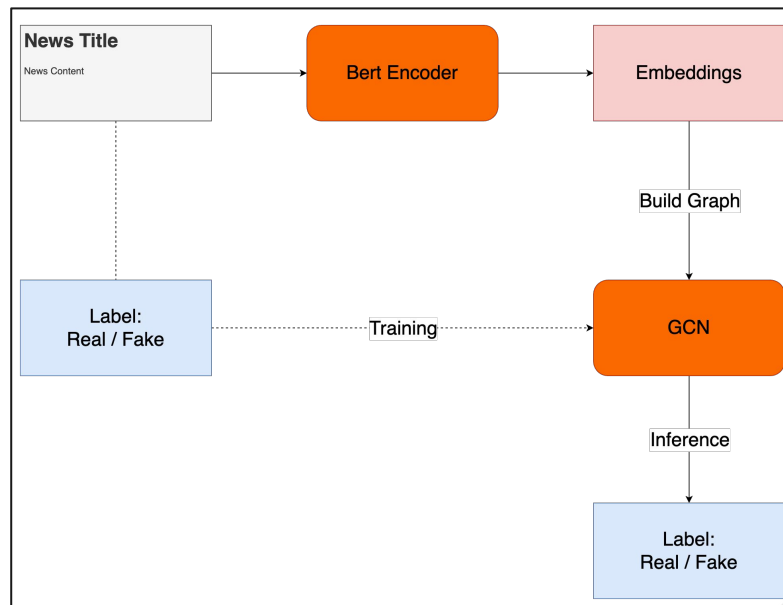 News Title
News Content
Bert Encoder
Embeddings
Build Graph
Label:
Real / Fake
Training
GCN
Inference
Label:
Real / Fake